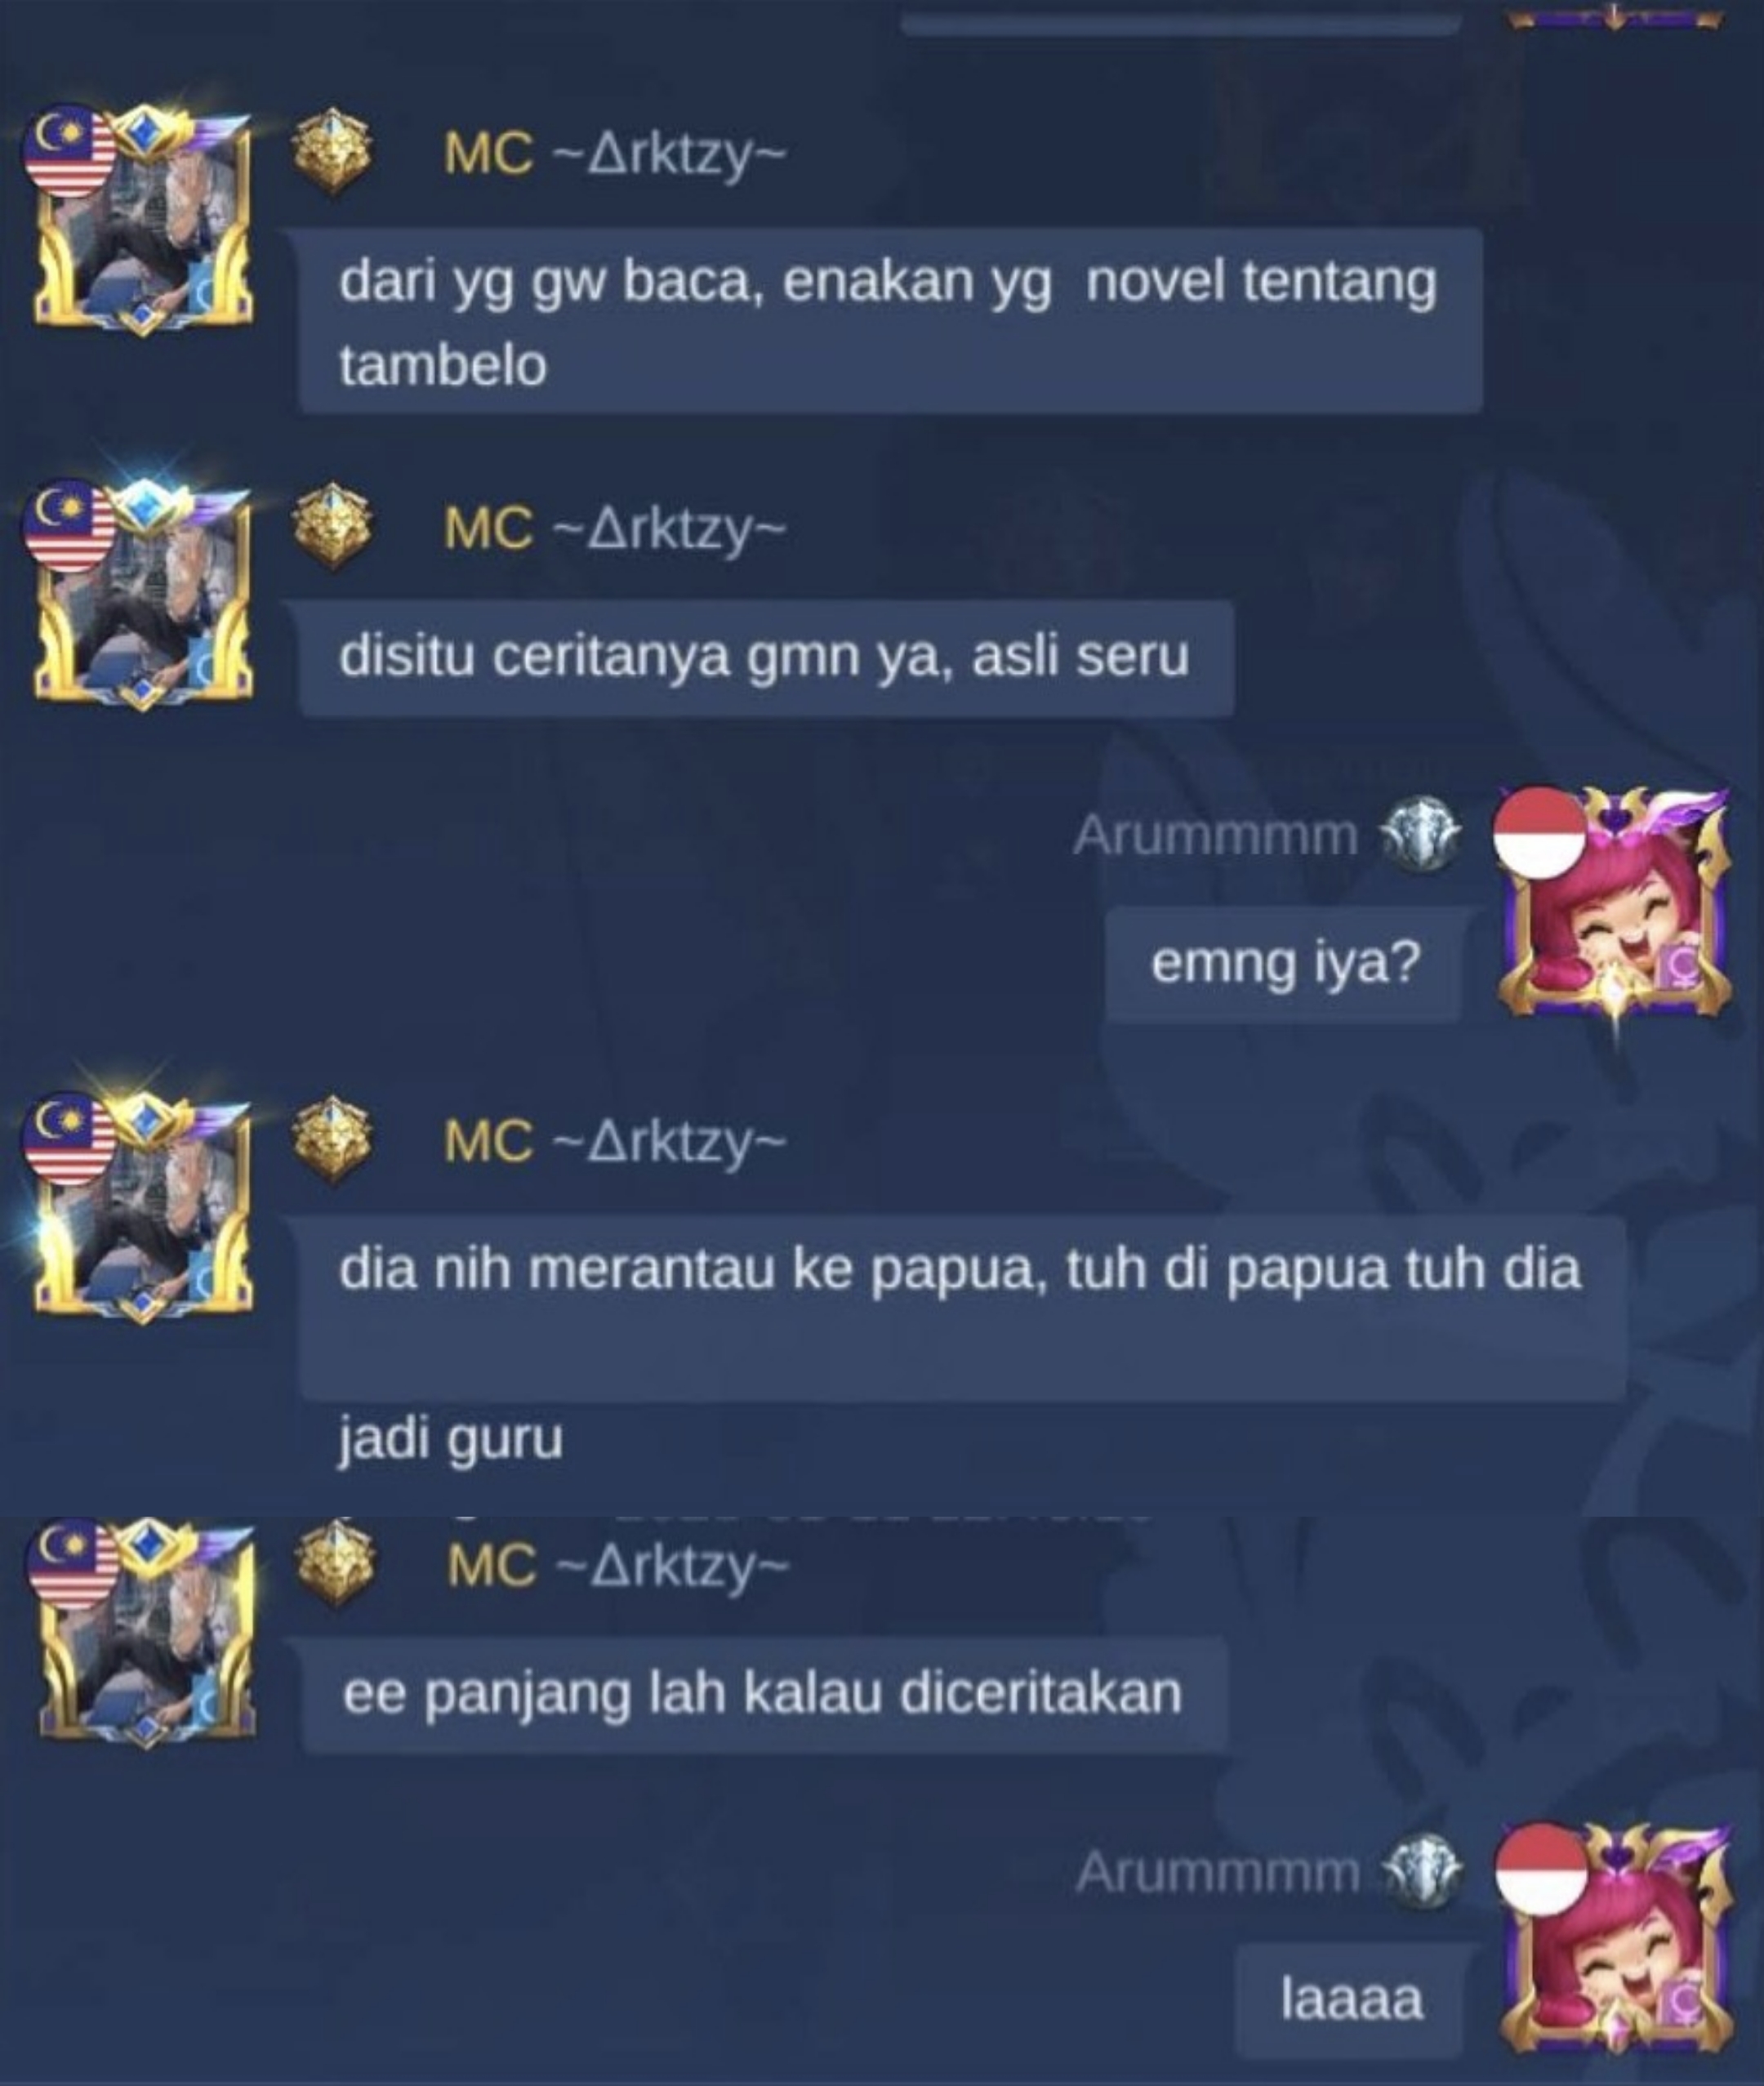 MC ~Δrktzy~
dari yg gw baca, enakan yg  novel tentang
tambelo
MC ~Δrktzy~
disitu ceritanya gmn ya, asli seru
Arummmm
emng iya?
MC ~Δrktzy~
dia nih merantau ke papua, tuh di papua tuh dia
jadi guru
MC ~Δrktzy~
ee panjang lah kalau diceritakan
Arummmm
laaaa